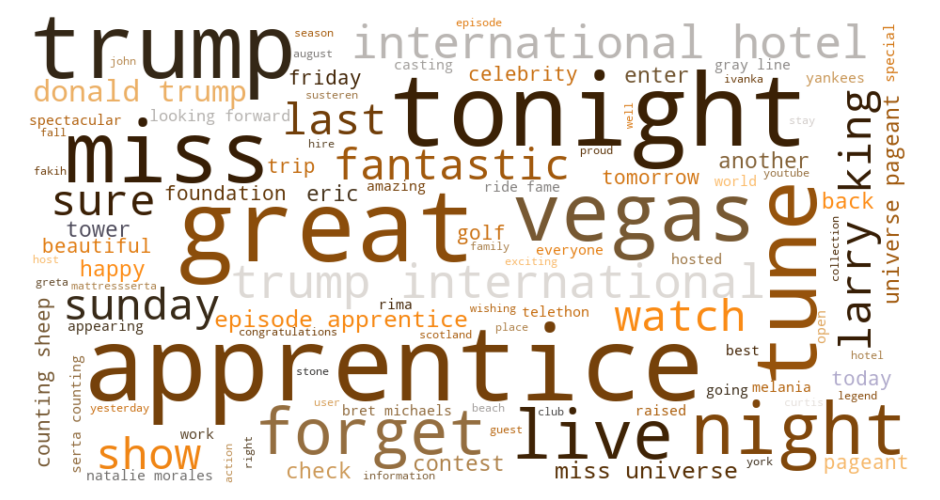 episode
trump
season
international hotel
august
john
casting
gray line
special
friday
celebrity
enter
ivanka
yankees
donald trump
susteren
tonight
looking forward
last
well
spectacular
hire
stay
fall
miss
proud
larry king
fantastic
another
trip
fakih
tomorrow
world
youtube
universe pageant
sure
foundation
eric
amazing
ride fame
tune
back
great
vegas
tower
golf
beautiful
family
everyone
collection
host
happy
exciting
hosted
greta
mattressserta
trump international
sunday
rima
wishing
telethon
watch
open
counting sheep
appearing
episode apprentice
congratulations
scotland
place
best
hotel
apprentice
serta counting
stone
going
melania
today
legend
yesterday
user
bret michaels
beach
club
raised
curtis
forget
live
night
guest
work
show
right
contest
york
pageant
natalie morales
action
check
information
miss universe